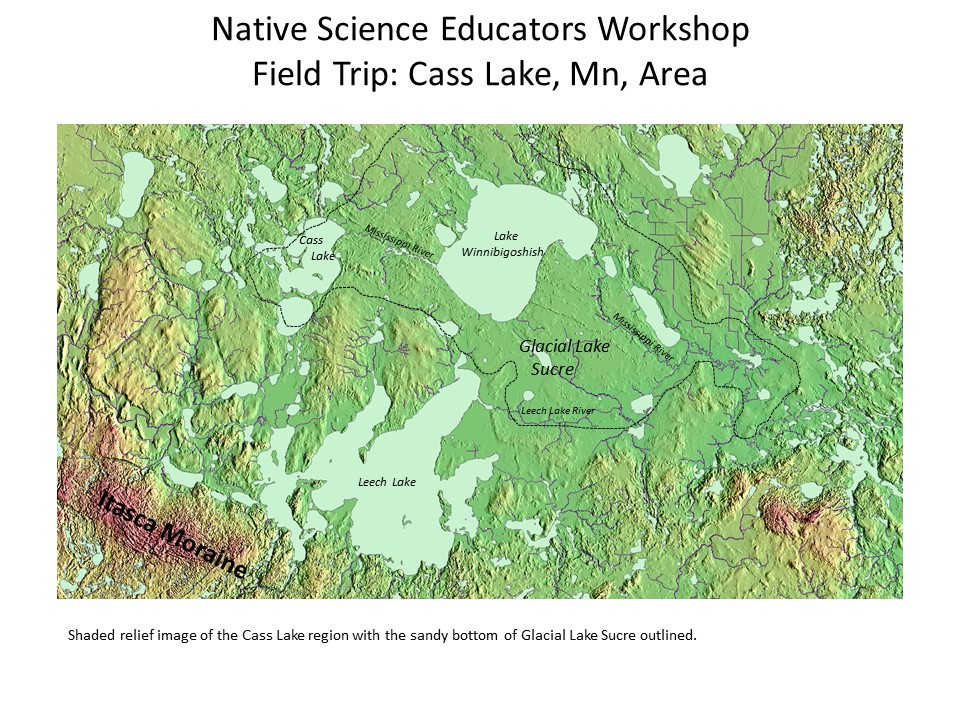 Native Science Educators Workshop
Field Trip: Cass Lake, Mn, Area
Cass
Lake
Mississippi River
Lake
Winnibigoshish
Mississippi River
Glacial Lake
Sucre
Leech Lake River
Leech Lake
Itasca Moraine
Shaded relief image of the Cass Lake region with the sandy bottom of Glacial Lake Sucre outlined.